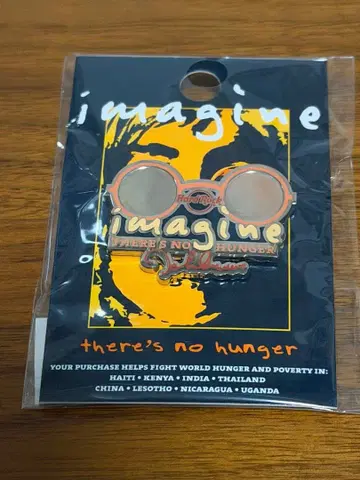 imagine
Hard Rock
imagine
THERE'S NO HUNGER
there's no hunger
YOUR PURCHASE HELPS FIGHT WORLD HUNGER AND POVERTY IN:
HAITI • KENYA • INDIA • THAILAND
CHINA • LESOTHO • NICARAGUA • UGANDA